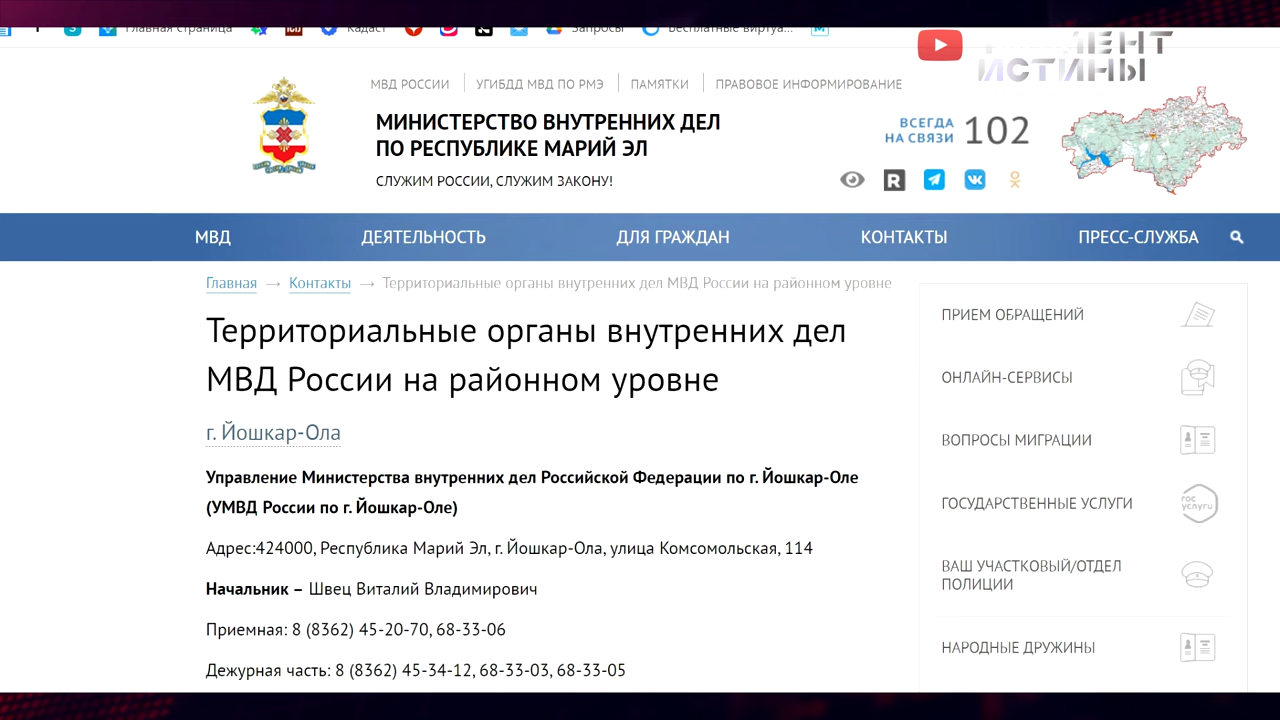 Главная страница
Кадаст
Запросы
Бесплатные виртуа...
МОМЕНТ
ИСТИНЫ
МВД РОССИИ
УГИБДД МВД ПО РМЭ
ПАМЯТКИ
ПРАВОВОЕ ИНФОРМИРОВАНИЕ
МИНИСТЕРСТВО ВНУТРЕННИХ ДЕЛ
ПО РЕСПУБЛИКЕ МАРИЙ ЭЛ
СЛУЖИМ РОССИИ, СЛУЖИМ ЗАКОНУ!
ВСЕГДА
НА СВЯЗИ
102
МВД
ДЕЯТЕЛЬНОСТЬ
ДЛЯ ГРАЖДАН
КОНТАКТЫ
ПРЕСС-СЛУЖБА
Главная → Контакты → Территориальные органы внутренних дел МВД России на районном уровне
Территориальные органы внутренних дел
МВД России на районном уровне
г. Йошкар-Ола
Управление Министерства внутренних дел Российской Федерации по г. Йошкар-Оле
(УМВД России по г. Йошкар-Оле)
Адрес:424000, Республика Марий Эл, г. Йошкар-Ола, улица Комсомольская, 114
Начальник – Швец Виталий Владимирович
Приемная: 8 (8362) 45-20-70, 68-33-06
Дежурная часть: 8 (8362) 45-34-12, 68-33-03, 68-33-05
ПРИЕМ ОБРАЩЕНИЙ
ОНЛАЙН-СЕРВИСЫ
ВОПРОСЫ МИГРАЦИИ
ГОСУДАРСТВЕННЫЕ УСЛУГИ
гос
услуги
ВАШ УЧАСТКОВЫЙ/ОТДЕЛ
ПОЛИЦИИ
НАРОДНЫЕ ДРУЖИНЫ